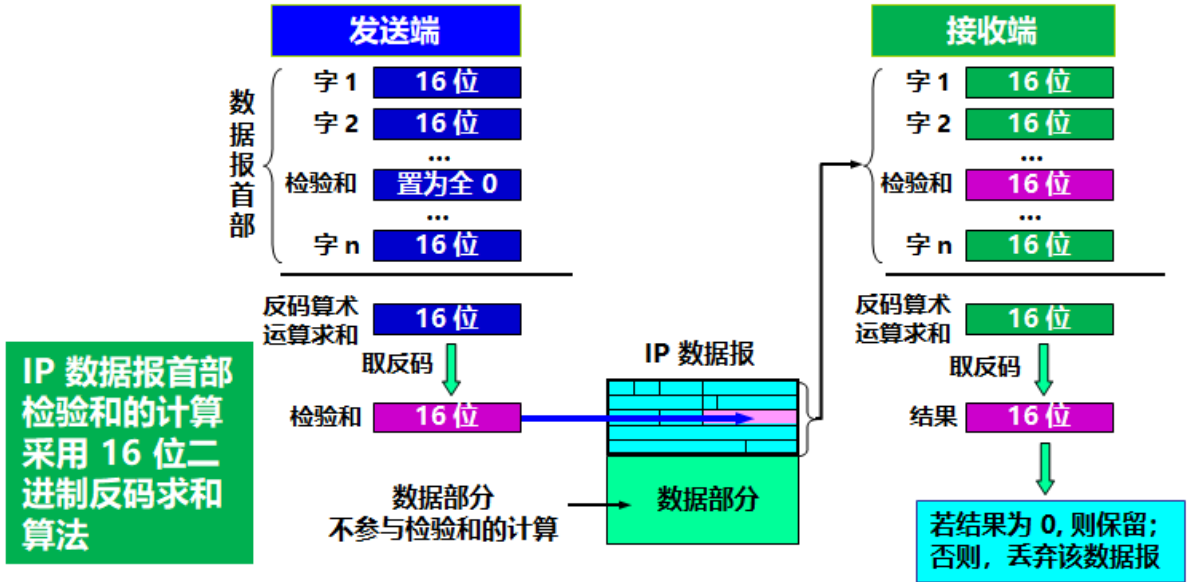 发送端
数据报首部
字 1
16 位
字 2
16 位
...
检验和
置为全 0
...
字 n
16 位
反码算术
运算求和
16 位
取反码
检验和
16 位
IP 数据报首部
检验和的计算
采用 16 位二
进制反码求和
算法
IP 数据报
数据部分
数据部分
不参与检验和的计算
接收端
字 1
16 位
字 2
16 位
...
检验和
16 位
...
字 n
16 位
反码算术
运算求和
16 位
取反码
结果
16 位
若结果为 0, 则保留；
否则，丢弃该数据报